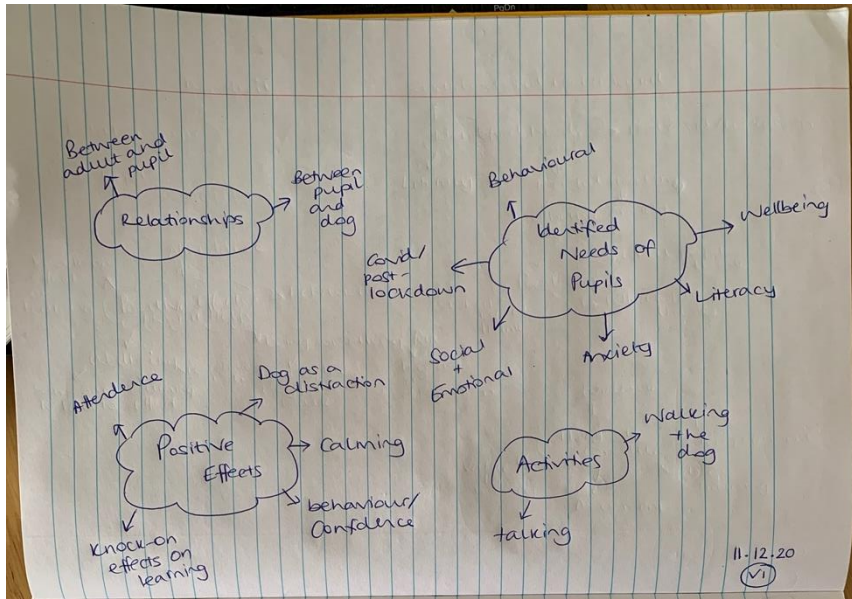 PgDn
Between
adult and
pupil
Relationships
Between
pupil
and
dog
Behavioural
Identified
Needs of
Pupils
Wellbeing
Literacy
Anxiety
Social
+
Emotional
Covid/
post-
lockdown
Attendence
Dog as a
distraction
Positive
Effects
Calming
behaviour/
Confidence
Knock-on
effects on
learning
Activities
Walking
the
dog
talking
11.12.20
V1